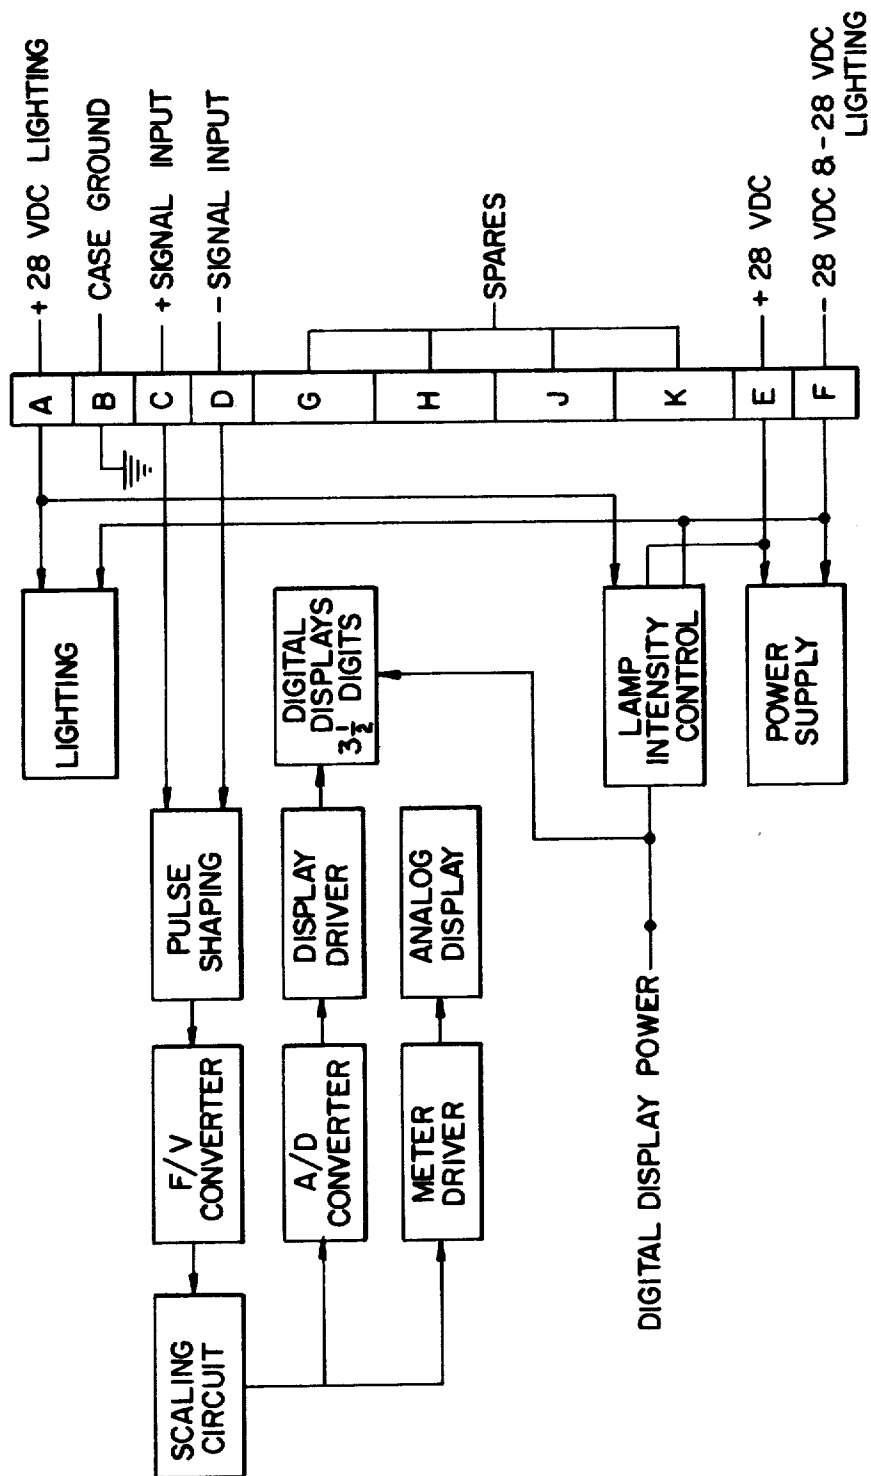 + 28 VDC LIGHTING
CASE GROUND
+ SIGNAL INPUT
- SIGNAL INPUT
SPARES
+ 28 VDC
- 28 VDC & - 28 VDC
LIGHTING
A
B
C
D
G
H
J
K
E
F
LIGHTING
DIGITAL
DISPLAYS
3 1/2 DIGITS
LAMP
INTENSITY
CONTROL
POWER
SUPPLY
PULSE
SHAPING
DISPLAY
DRIVER
ANALOG
DISPLAY
F/V
CONVERTER
A/D
CONVERTER
METER
DRIVER
SCALING
CIRCUIT
DIGITAL DISPLAY POWER